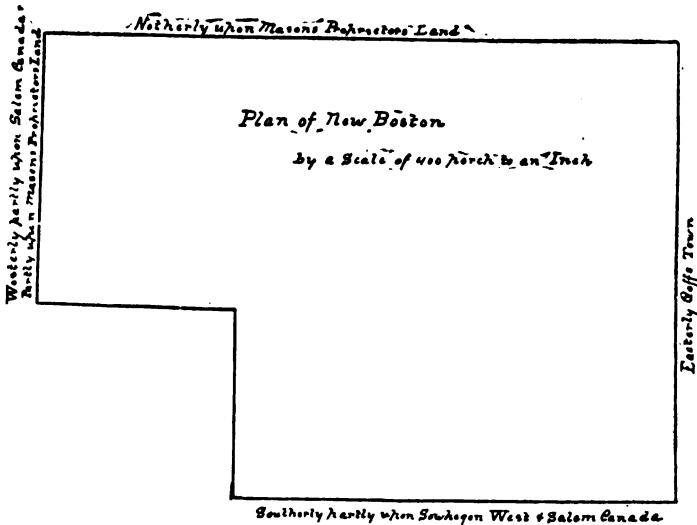 Notherly upon Masons Proprietors Land
Plan of New Boston
by a Scale of 400 perch to an Inch
Westerly partly upon Salem Canada &
Partly upon Masons Proprietors Land
Easterly Goffs Town
Southerly partly upon Sowhegon West & Salem Canada